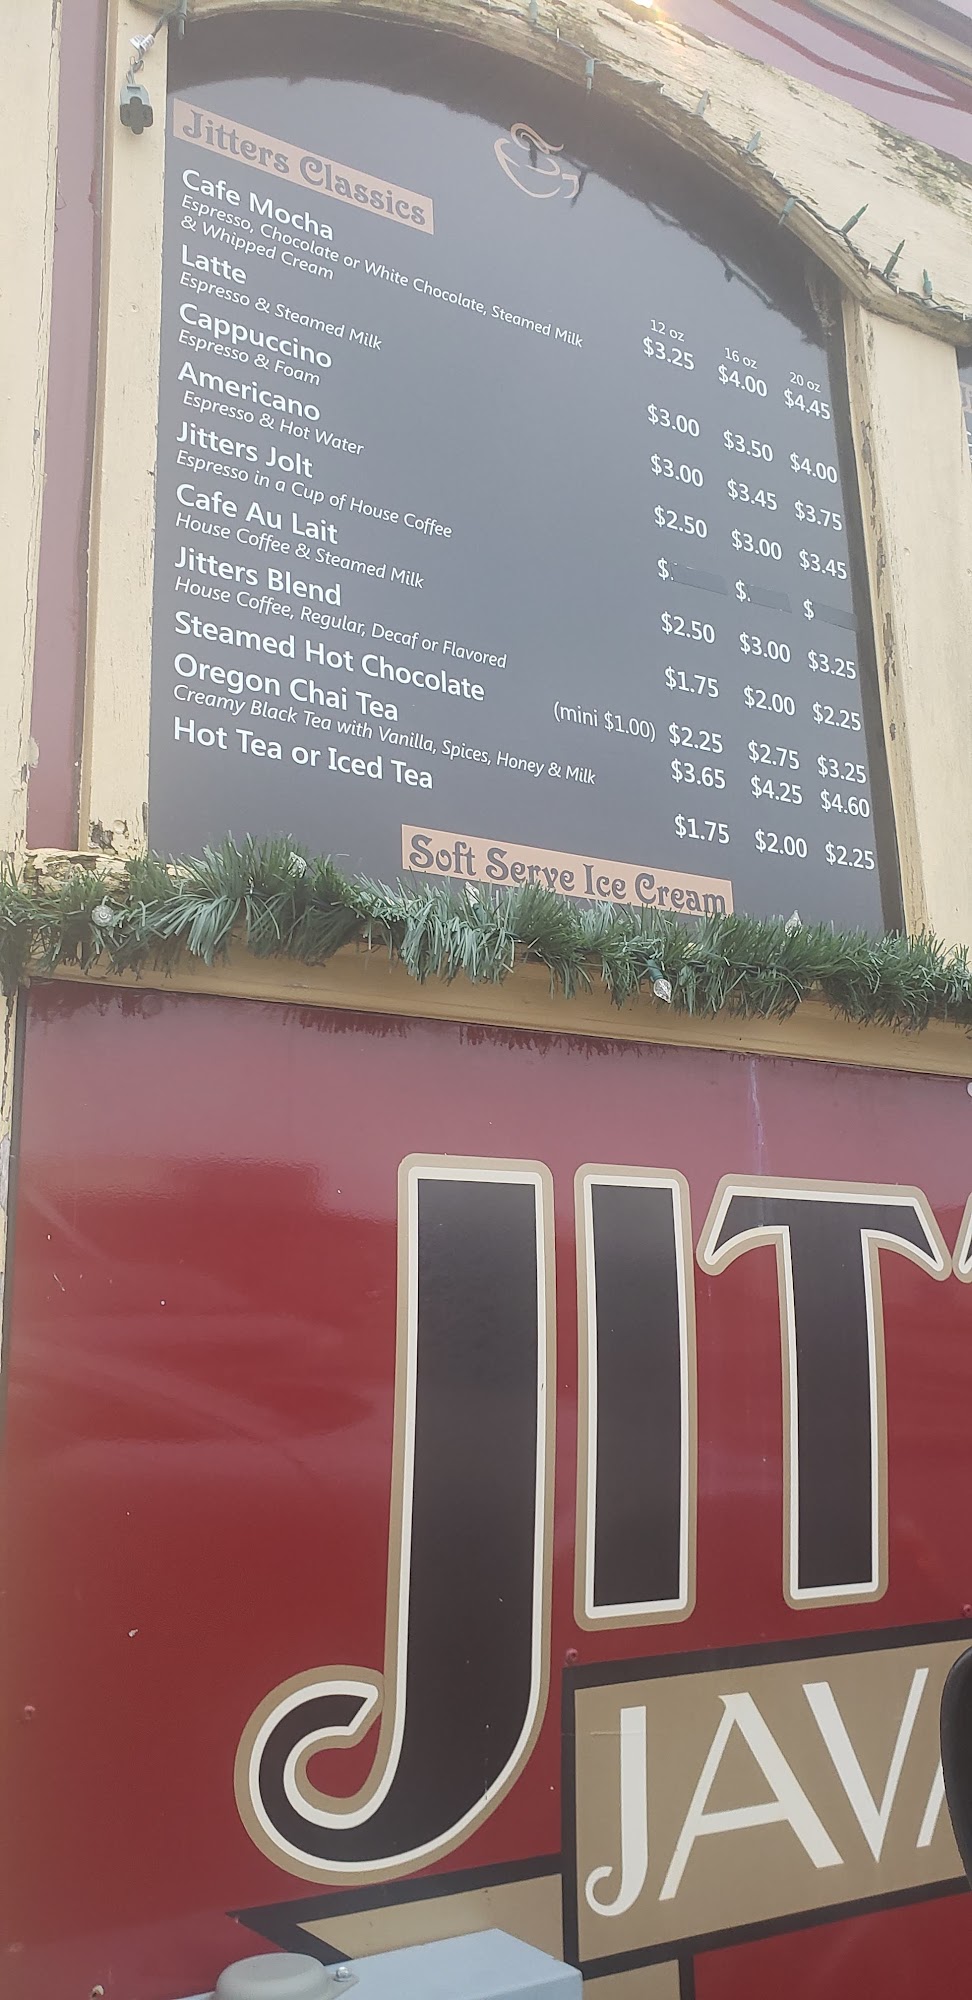 Jitters Classics
12 oz 16 oz 20 oz
Cafe Mocha $3.25 $4.00 $4.45
Espresso, Chocolate or White Chocolate, Steamed Milk
& Whipped Cream
Latte $3.00 $3.50 $4.00
Espresso & Steamed Milk
Cappuccino $3.00 $3.45 $3.75
Espresso & Foam
Americano $2.50 $3.00 $3.45
Espresso & Hot Water
Jitters Jolt $. $. $
Espresso in a Cup of House Coffee
Cafe Au Lait $2.50 $3.00 $3.25
House Coffee & Steamed Milk
Jitters Blend $1.75 $2.00 $2.25
House Coffee, Regular, Decaf or Flavored
Steamed Hot Chocolate (mini $1.00) $2.25 $2.75 $3.25
Oregon Chai Tea $3.65 $4.25 $4.60
Creamy Black Tea with Vanilla, Spices, Honey & Milk
Hot Tea or Iced Tea $1.75 $2.00 $2.25
Soft Serve Ice Cream
JIT
JAVA